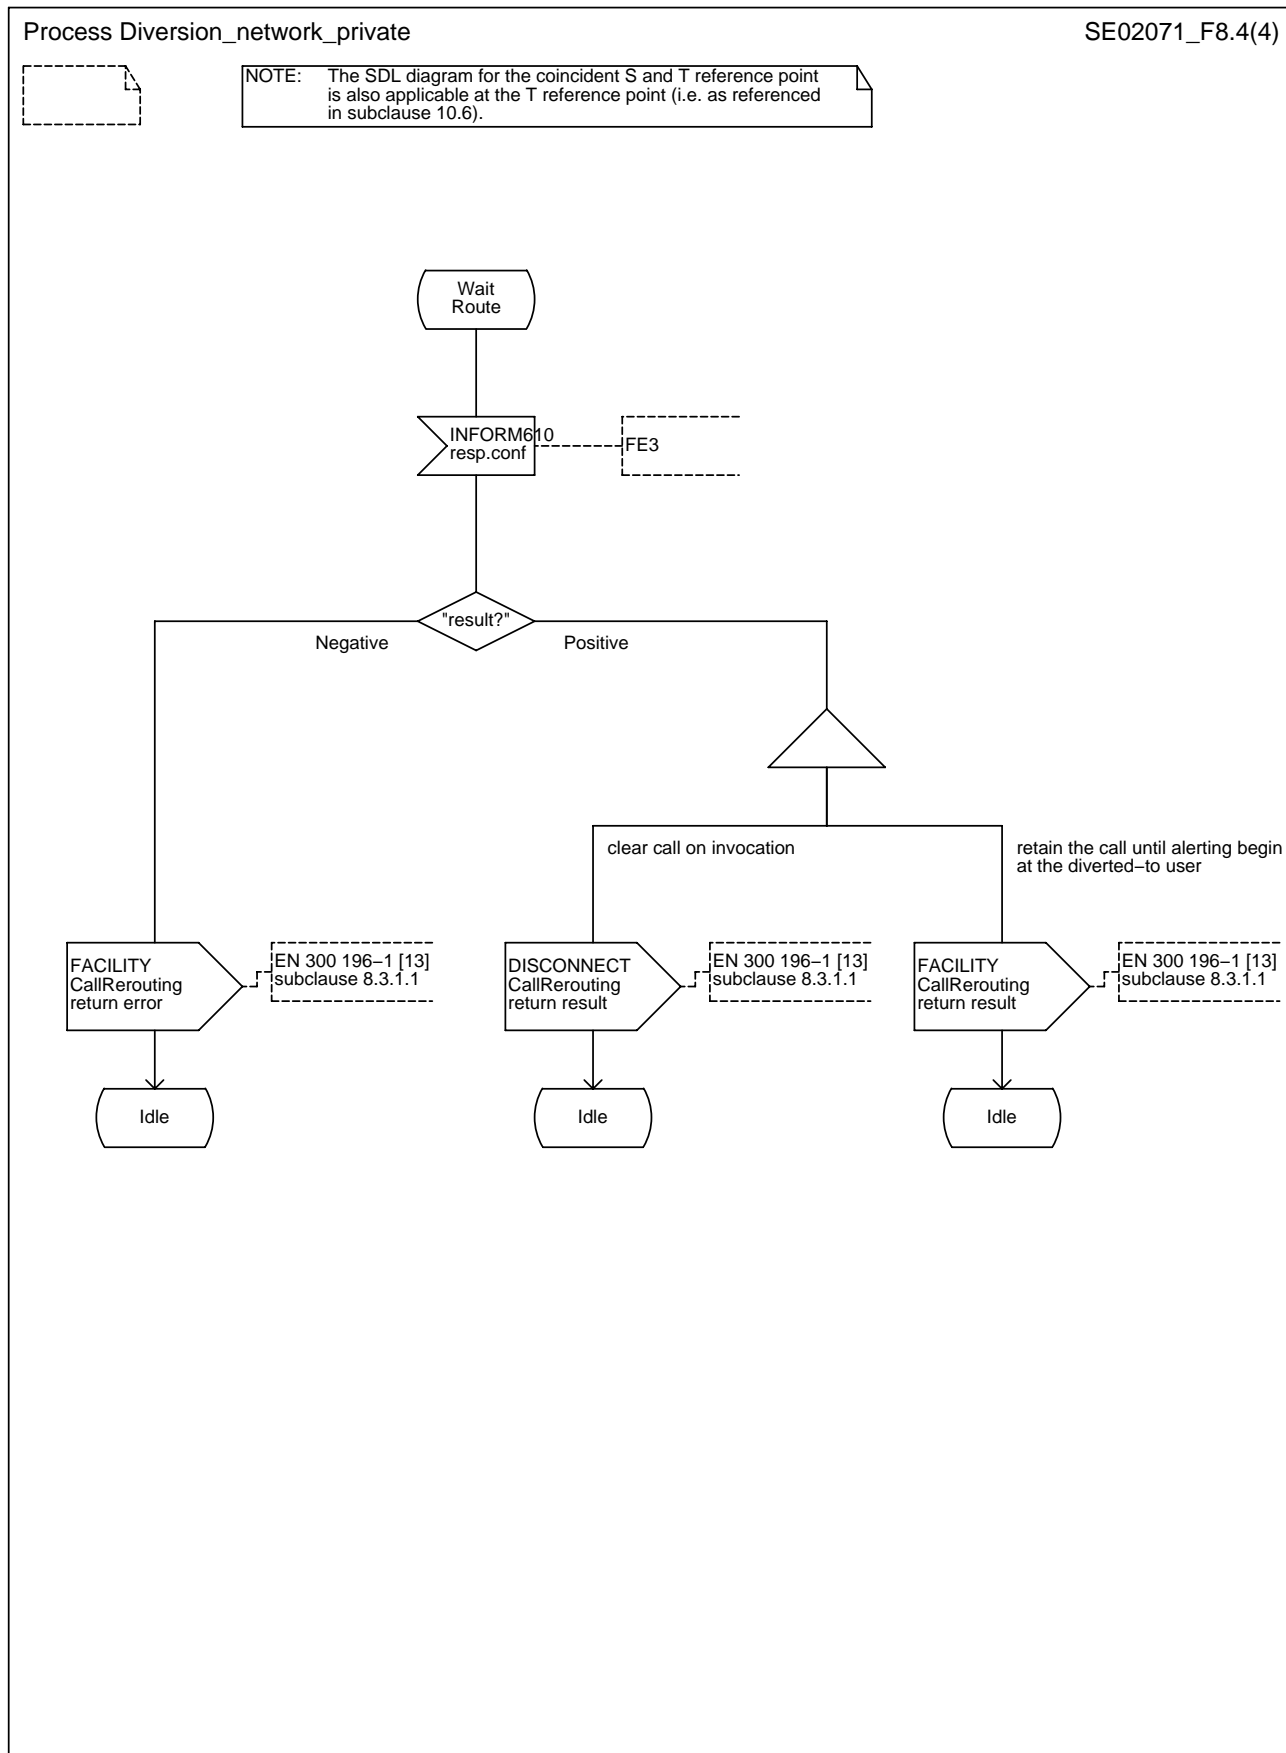 Process Diversion_network_private
SE02071_F8.4(4)
NOTE: The SDL diagram for the coincident S and T reference point
is also applicable at the T reference point (i.e. as referenced
in subclause 10.6).
Wait
Route
INFORM610
resp.conf
FE3
"result?"
Negative
Positive
clear call on invocation
retain the call until alerting begin
at the diverted–to user
FACILITY
CallRerouting
return error
EN 300 196–1 [13]
subclause 8.3.1.1
DISCONNECT
CallRerouting
return result
EN 300 196–1 [13]
subclause 8.3.1.1
FACILITY
CallRerouting
return result
EN 300 196–1 [13]
subclause 8.3.1.1
Idle
Idle
Idle